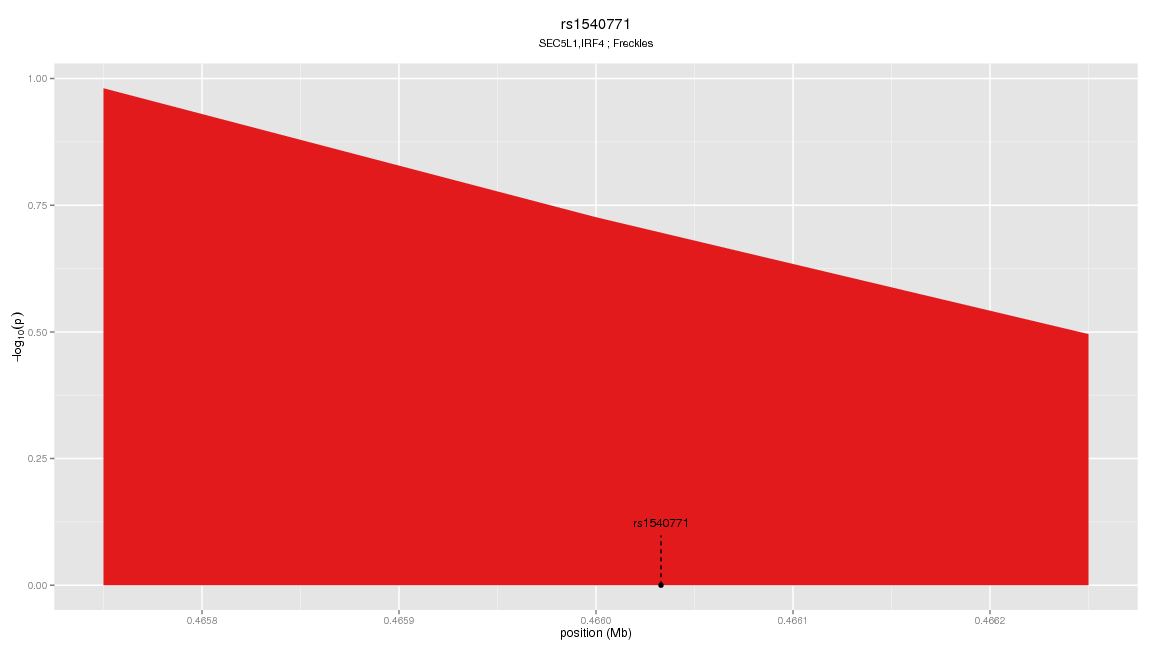 rs1540771
SEC5L1,IRF4 ; Freckles
1.00
0.75
0.50
0.25
0.00
−log10(p)
rs1540771
0.4658
0.4659
0.4660
0.4661
0.4662
position (Mb)